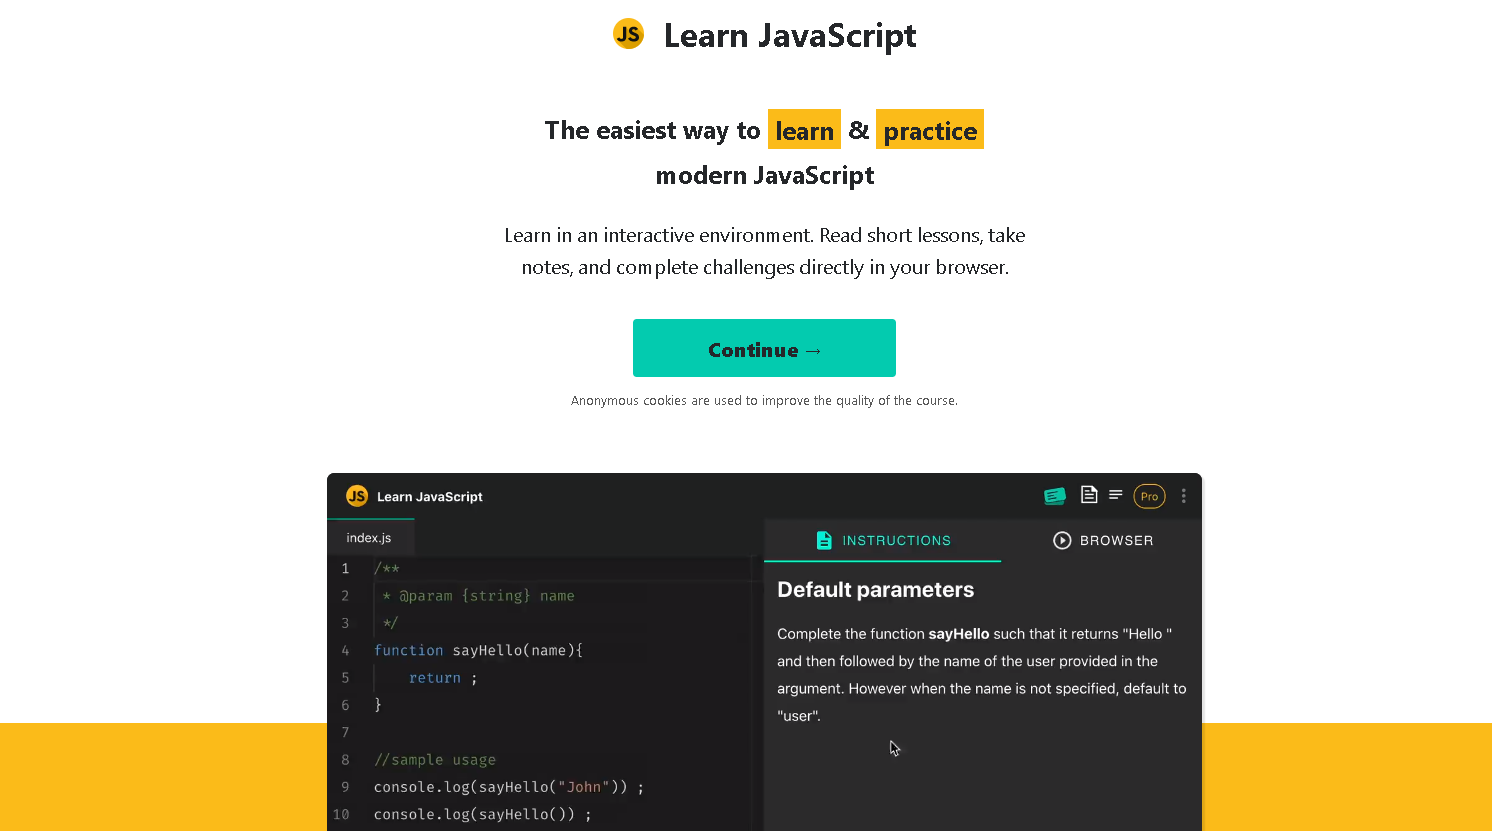 JS Learn JavaScript
The easiest way to learn & practice
modern JavaScript
Learn in an interactive environment. Read short lessons, take
notes, and complete challenges directly in your browser.
Continue →
Anonymous cookies are used to improve the quality of the course.
JS Learn JavaScript
Pro
index.js
1 /**
2 * @param {string} name
3 */
4 function sayHello(name){
5 return ;
6 }
7
8 //sample usage
9 console.log(sayHello("John")) ;
10 console.log(sayHello()) ;
INSTRUCTIONS
BROWSER
Default parameters
Complete the function sayHello such that it returns "Hello "
and then followed by the name of the user provided in the
argument. However when the name is not specified, default to
"user".